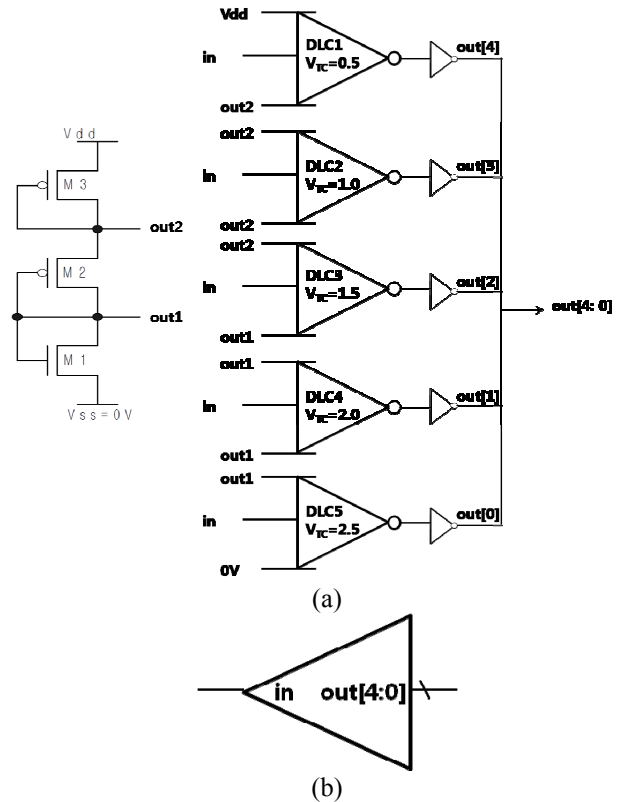 Vdd
M 3
out2
M 2
out1
M 1
Vss=0V
Vdd
in
out2
DLC1
VTC=0.5
out[4]
out2
in
out2
DLC2
VTC=1.0
out[3]
out2
in
out1
DLC3
VTC=1.5
out[2]
out1
in
out1
DLC4
VTC=2.0
out[1]
out1
in
0V
DLC5
VTC=2.5
out[0]
out[4: 0]
(a)
in out[4:0]
(b)